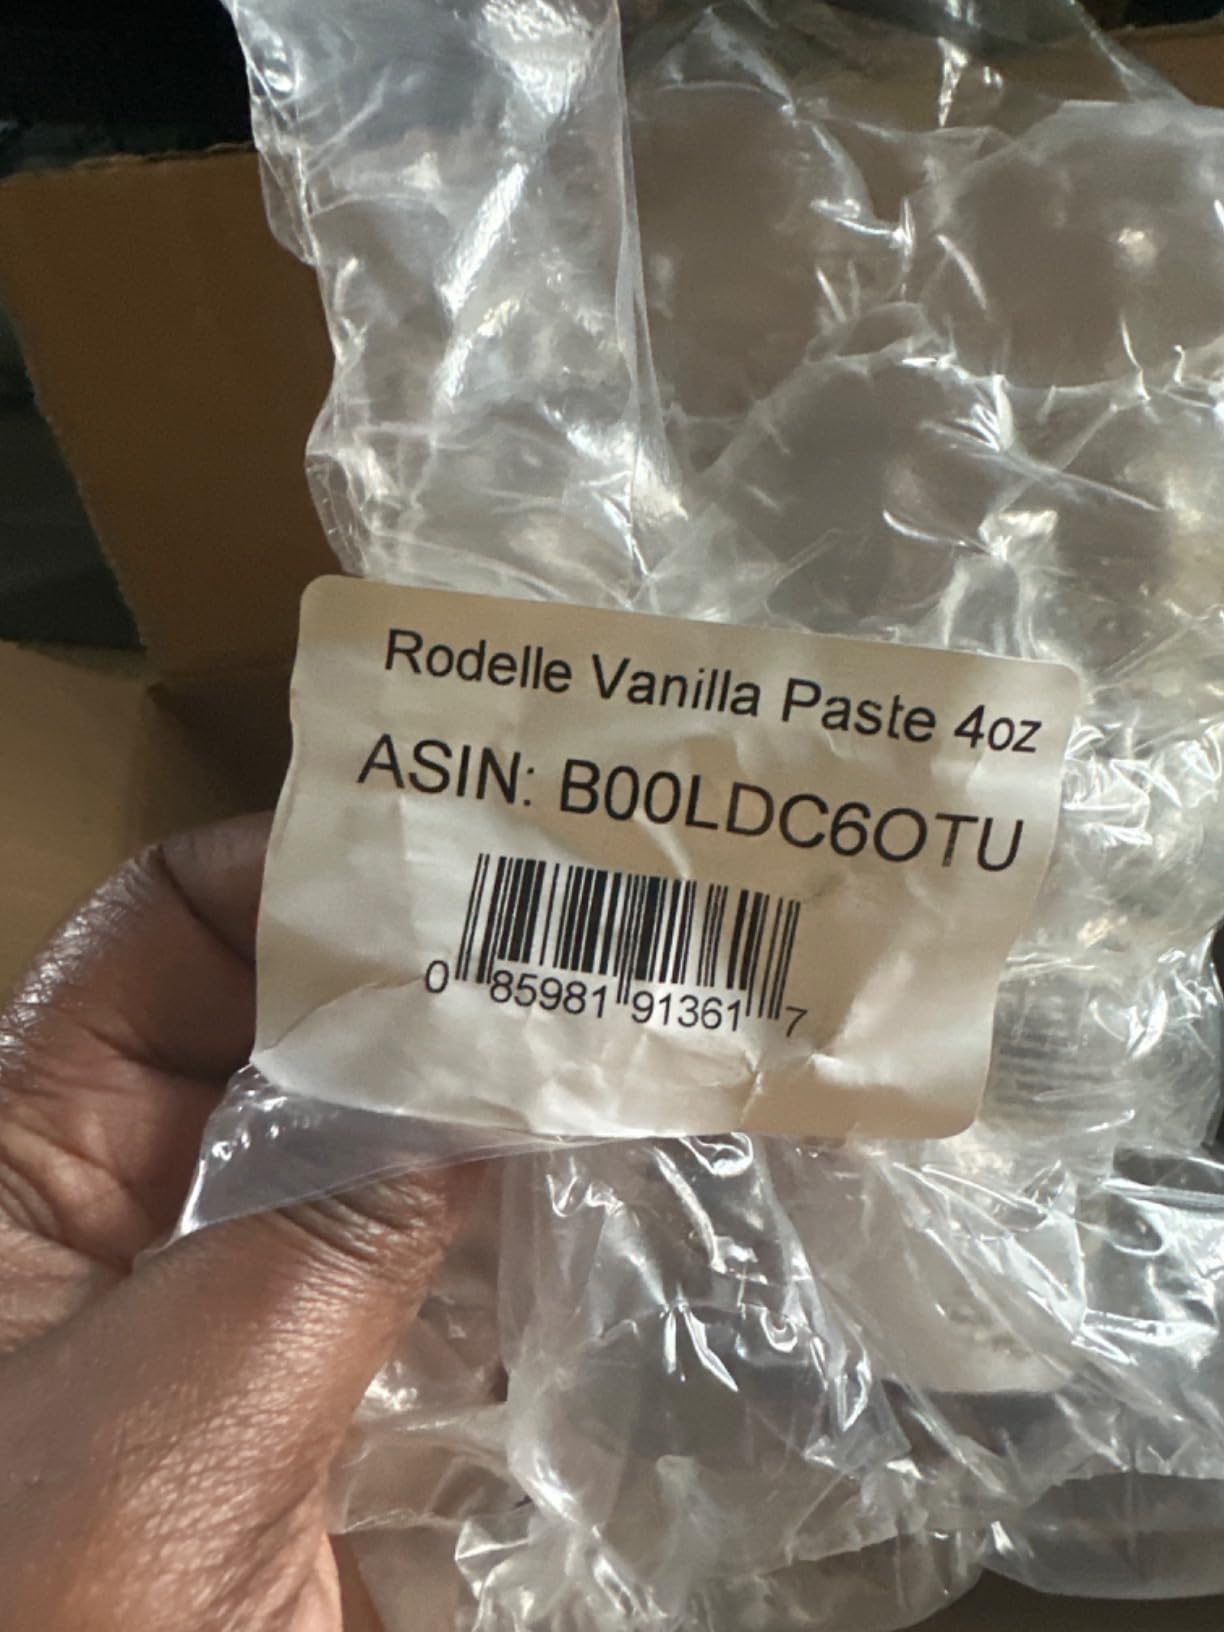 Rodelle Vanilla Paste 4oz
ASIN: B00LDC6OTU
0 85981 91361 7